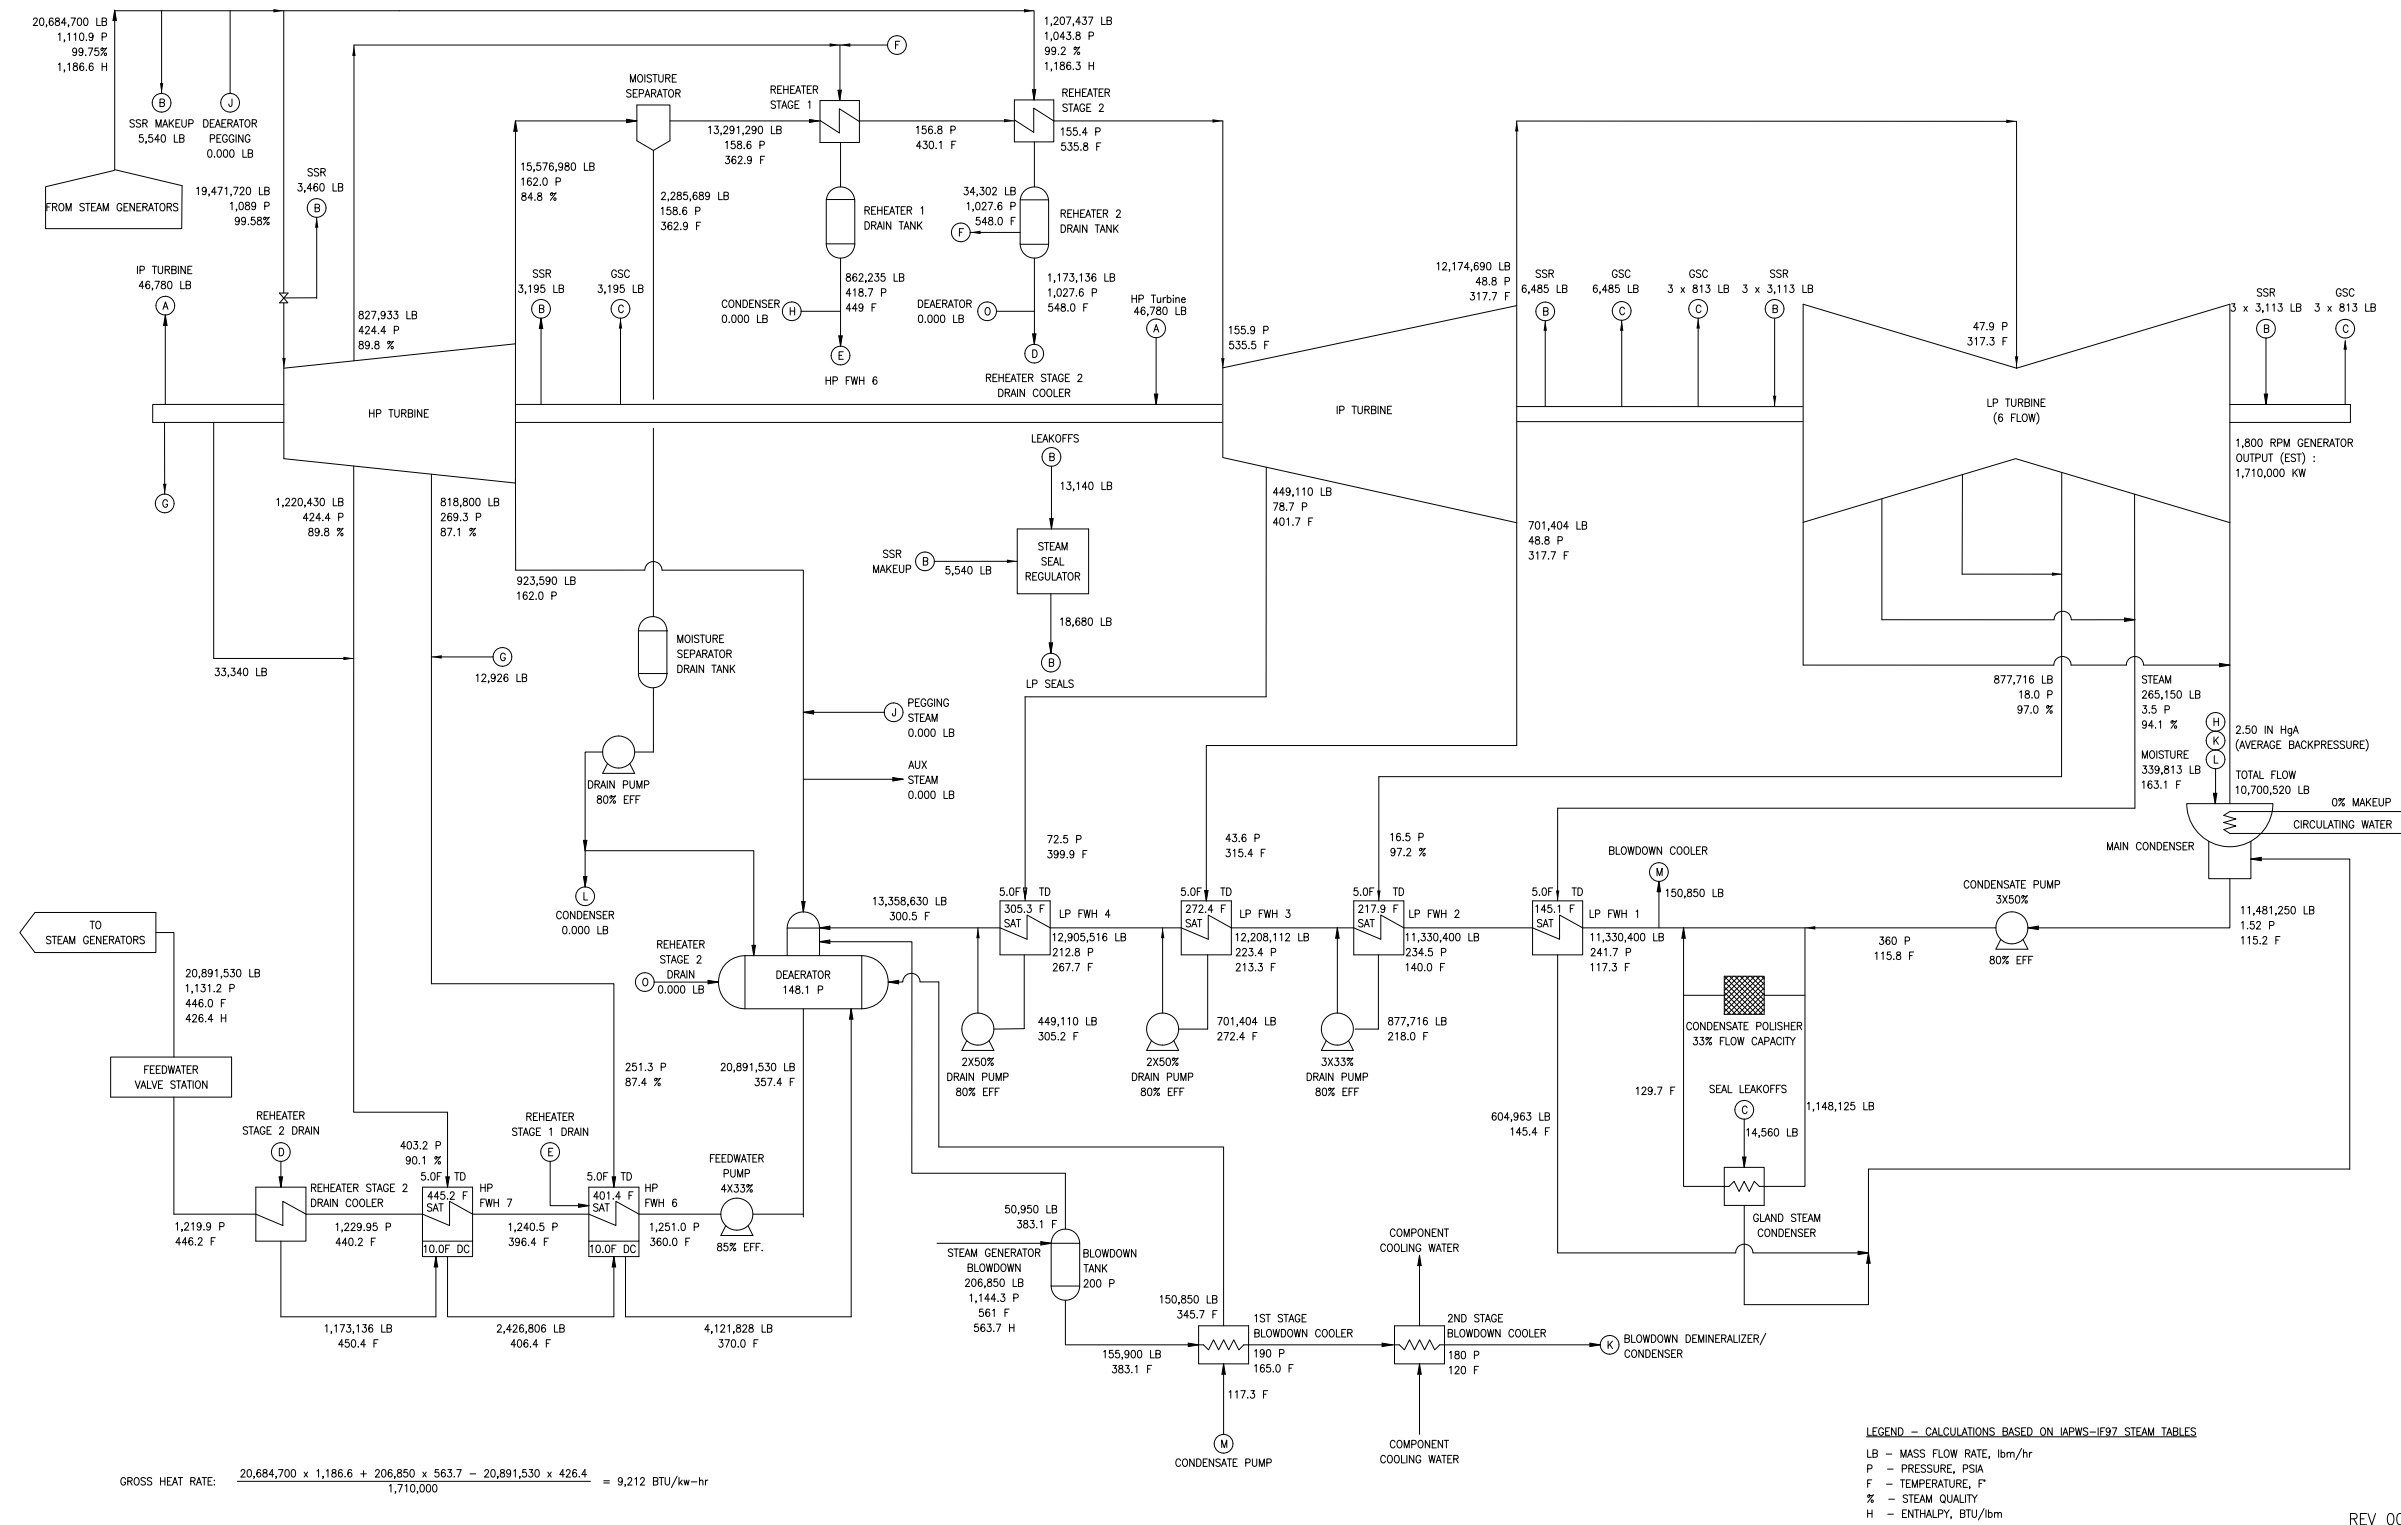 20,684,700 LB
1,110.9 P
99.75%
1,186.6 H
B
SSR MAKEUP
5,540 LB
J
DEAERATOR
PEGGING
0.000 LB
FROM STEAM GENERATORS
19,471,720 LB
1,089 P
99.58%
SSR
3,460 LB
B
IP TURBINE
46,780 LB
A
827,933 LB
424.4 P
89.8 %
F
MOISTURE
SEPARATOR
15,576,980 LB
162.0 P
84.8 %
2,285,689 LB
158.6 P
362.9 F
13,291,290 LB
158.6 P
362.9 F
REHEATER
STAGE 1
156.8 P
430.1 F
1,207,437 LB
1,043.8 P
99.2 %
1,186.3 H
REHEATER
STAGE 2
155.4 P
535.8 F
REHEATER 1
DRAIN TANK
34,302 LB
1,027.6 P
548.0 F
F
REHEATER 2
DRAIN TANK
SSR
3,195 LB
B
GSC
3,195 LB
C
CONDENSER
0.000 LB
H
862,235 LB
418.7 P
449 F
E
HP FWH 6
DEAERATOR
0.000 LB
O
1,173,136 LB
1,027.6 P
548.0 F
D
REHEATER STAGE 2
DRAIN COOLER
HP Turbine
46,780 LB
A
155.9 P
535.5 F
12,174,690 LB
48.8 P
317.7 F
SSR
6,485 LB
B
GSC
6,485 LB
C
GSC
3 x 813 LB
C
SSR
3 x 3,113 LB
B
47.9 P
317.3 F
SSR
3 x 3,113 LB
B
GSC
3 x 813 LB
C
HP TURBINE
IP TURBINE
LP TURBINE
(6 FLOW)
1,800 RPM GENERATOR
OUTPUT (EST) :
1,710,000 KW
G
1,220,430 LB
424.4 P
89.8 %
818,800 LB
269.3 P
87.1 %
LEAKOFFS
B
13,140 LB
STEAM
SEAL
REGULATOR
SSR
MAKEUP
B
5,540 LB
18,680 LB
B
LP SEALS
449,110 LB
78.7 P
401.7 F
701,404 LB
48.8 P
317.7 F
923,590 LB
162.0 P
33,340 LB
G
12,926 LB
MOISTURE
SEPARATOR
DRAIN TANK
DRAIN PUMP
80% EFF
J
PEGGING
STEAM
0.000 LB
AUX
STEAM
0.000 LB
877,716 LB
18.0 P
97.0 %
STEAM
265,150 LB
3.5 P
94.1 %
MOISTURE
339,813 LB
163.1 F
H
K
L
2.50 IN HgA
(AVERAGE BACKPRESSURE)
TOTAL FLOW
10,700,520 LB
0% MAKEUP
CIRCULATING WATER
MAIN CONDENSER
L
CONDENSER
0.000 LB
TO
STEAM GENERATORS
20,891,530 LB
1,131.2 P
446.0 F
426.4 H
FEEDWATER
VALVE STATION
REHEATER
STAGE 2
DRAIN
0.000 LB
O
DEAERATOR
148.1 P
13,358,630 LB
300.5 F
72.5 P
399.9 F
5.0F TD
305.3 F
SAT
LP FWH 4
12,905,516 LB
212.8 P
267.7 F
43.6 P
315.4 F
5.0F TD
272.4 F
SAT
LP FWH 3
12,208,112 LB
223.4 P
213.3 F
16.5 P
97.2 %
5.0F TD
217.9 F
SAT
LP FWH 2
11,330,400 LB
234.5 P
140.0 F
5.0F TD
145.1 F
SAT
LP FWH 1
11,330,400 LB
241.7 P
117.3 F
BLOWDOWN COOLER
M
150,850 LB
CONDENSATE PUMP
3X50%
80% EFF
360 P
115.8 F
11,481,250 LB
1.52 P
115.2 F
449,110 LB
305.2 F
2X50%
DRAIN PUMP
80% EFF
701,404 LB
272.4 F
2X50%
DRAIN PUMP
80% EFF
877,716 LB
218.0 F
3X33%
DRAIN PUMP
80% EFF
CONDENSATE POLISHER
33% FLOW CAPACITY
129.7 F
SEAL LEAKOFFS
C
14,560 LB
1,148,125 LB
GLAND STEAM
CONDENSER
604,963 LB
145.4 F
251.3 P
87.4 %
20,891,530 LB
357.4 F
REHEATER
STAGE 2 DRAIN
D
403.2 P
90.1 %
5.0F TD
445.2 F
SAT
10.0F DC
HP
FWH 7
REHEATER
STAGE 1 DRAIN
E
5.0F TD
401.4 F
SAT
10.0F DC
HP
FWH 6
FEEDWATER
PUMP
4X33%
85% EFF.
REHEATER STAGE 2
DRAIN COOLER
1,219.9 P
446.2 F
1,229.95 P
440.2 F
1,240.5 P
396.4 F
1,251.0 P
360.0 F
1,173,136 LB
450.4 F
2,426,806 LB
406.4 F
4,121,828 LB
370.0 F
50,950 LB
383.1 F
STEAM GENERATOR
BLOWDOWN
206,850 LB
1,144.3 P
561 F
563.7 H
BLOWDOWN
TANK
200 P
150,850 LB
345.7 F
155,900 LB
383.1 F
1ST STAGE
BLOWDOWN COOLER
190 P
165.0 F
117.3 F
M
CONDENSATE PUMP
COMPONENT
COOLING WATER
2ND STAGE
BLOWDOWN COOLER
180 P
120 F
COMPONENT
COOLING WATER
K
BLOWDOWN DEMINERALIZER/
CONDENSER
GROSS HEAT RATE:
20,684,700 x 1,186.6 + 206,850 x 563.7 - 20,891,530 x 426.4
1,710,000
= 9,212 BTU/kw-hr
LEGEND - CALCULATIONS BASED ON IAPWS-IF97 STEAM TABLES
LB - MASS FLOW RATE, lbm/hr
P - PRESSURE, PSIA
F - TEMPERATURE, F°
% - STEAM QUALITY
H - ENTHALPY, BTU/lbm
REV 00